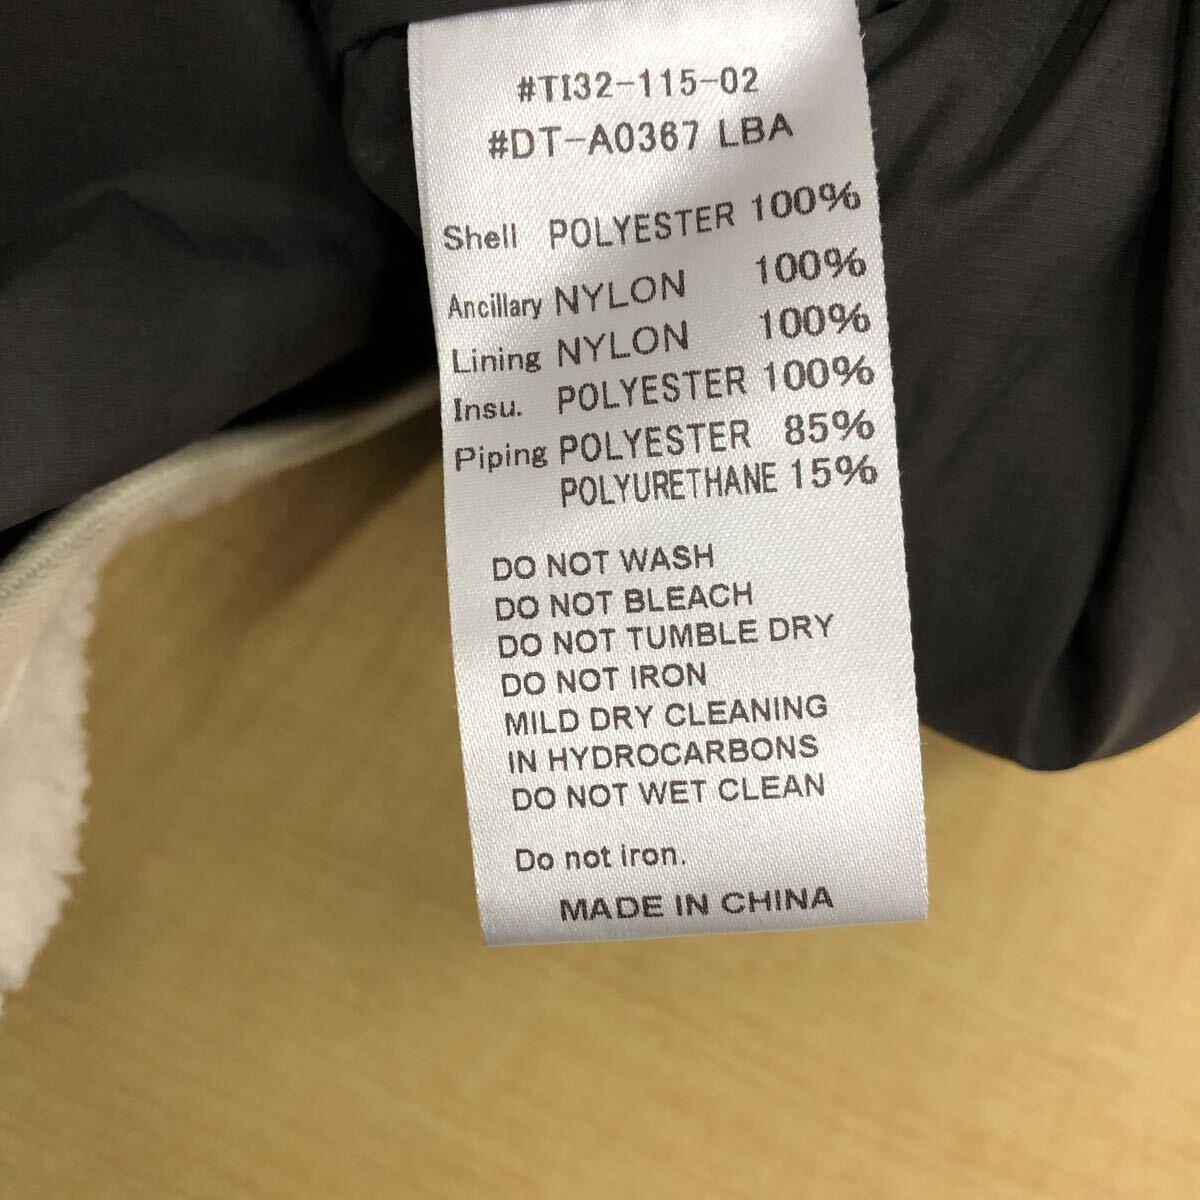 #TI32-115-02
#DT-A0367 LBA
Shell POLYESTER 100%
Ancillary NYLON 100%
Lining NYLON 100%
Insu. POLYESTER 100%
Piping POLYESTER 85%
POLYURETHANE 15%
DO NOT WASH
DO NOT BLEACH
DO NOT TUMBLE DRY
DO NOT IRON
MILD DRY CLEANING
IN HYDROCARBONS
DO NOT WET CLEAN
Do not iron.
MADE IN CHINA